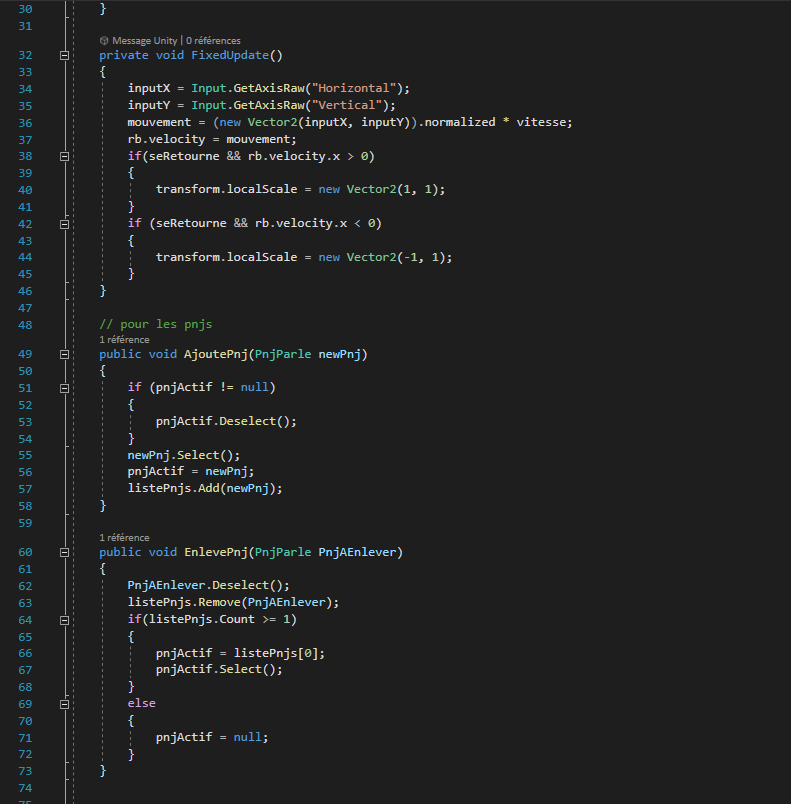 30 }
31
Message Unity | 0 références
32 private void FixedUpdate()
33 {
34 inputX = Input.GetAxisRaw("Horizontal");
35 inputY = Input.GetAxisRaw("Vertical");
36 mouvement = (new Vector2(inputX, inputY)).normalized * vitesse;
37 rb.velocity = mouvement;
38 if(seRetourne && rb.velocity.x > 0)
39 {
40 transform.localScale = new Vector2(1, 1);
41 }
42 if (seRetourne && rb.velocity.x < 0)
43 {
44 transform.localScale = new Vector2(-1, 1);
45 }
46 }
47
48 // pour les pnjs
1 référence
49 public void AjoutePnj(PnjParle newPnj)
50 {
51 if (pnjActif != null)
52 {
53 pnjActif.Deselect();
54 }
55 newPnj.Select();
56 pnjActif = newPnj;
57 listePnjs.Add(newPnj);
58 }
59
1 référence
60 public void EnlevePnj(PnjParle PnjAEnlever)
61 {
62 PnjAEnlever.Deselect();
63 listePnjs.Remove(PnjAEnlever);
64 if(listePnjs.Count >= 1)
65 {
66 pnjActif = listePnjs[0];
67 pnjActif.Select();
68 }
69 else
70 {
71 pnjActif = null;
72 }
73 }
74